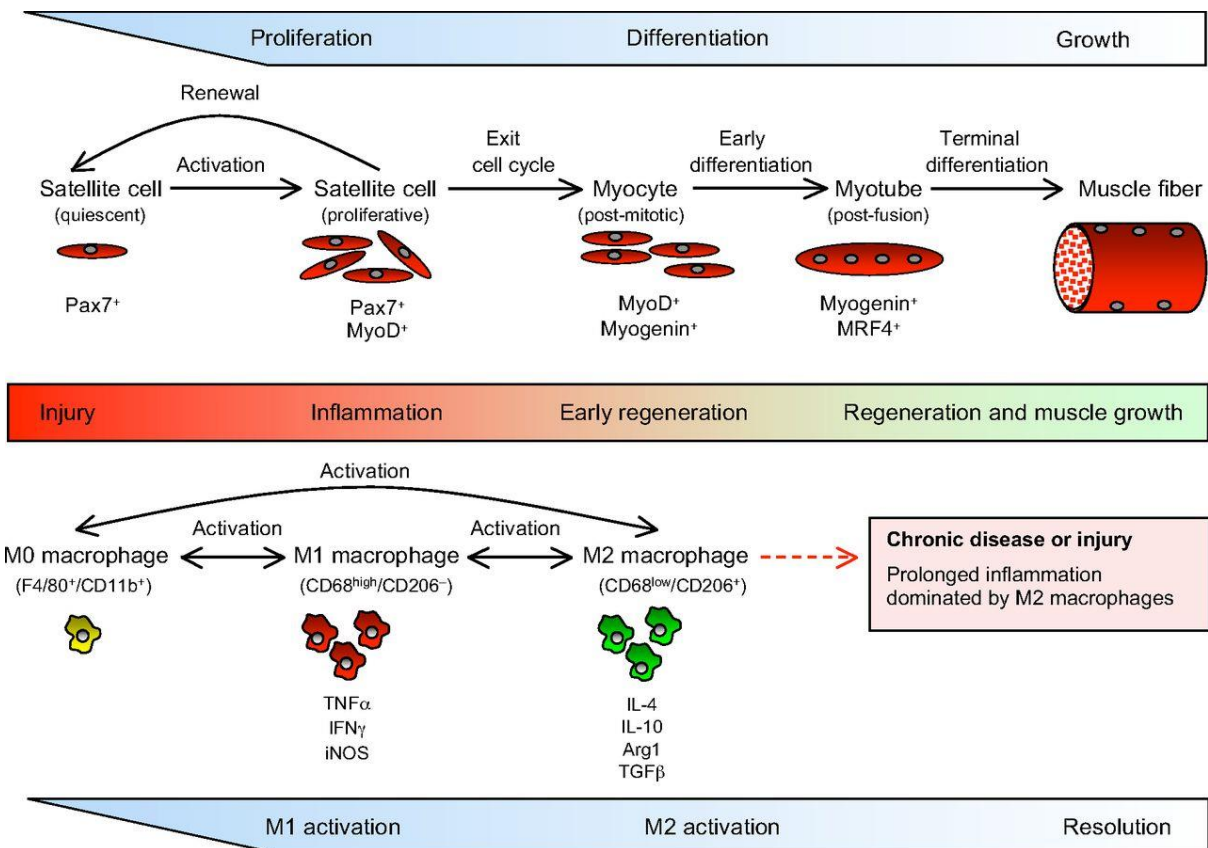 Proliferation Differentiation Growth
Renewal
Activation
Exit
cell cycle
Early
differentiation
Terminal
differentiation
Satellite cell
(quiescent)
Satellite cell
(proliferative)
Myocyte
(post-mitotic)
Myotube
(post-fusion)
Muscle fiber
Pax7⁺
Pax7⁺
MyoD⁺
MyoD⁺
Myogenin⁺
Myogenin⁺
MRF4⁺
Injury Inflammation Early regeneration Regeneration and muscle growth
Activation
Activation
Activation
M0 macrophage
(F4/80⁺/CD11b⁺)
M1 macrophage
(CD68ʰⁱᵍʰ/CD206⁻)
M2 macrophage
(CD68ˡᵒʷ/CD206⁺)
Chronic disease or injury
Prolonged inflammation
dominated by M2 macrophages
TNFα
IFNγ
iNOS
IL-4
IL-10
Arg1
TGFβ
M1 activation M2 activation Resolution